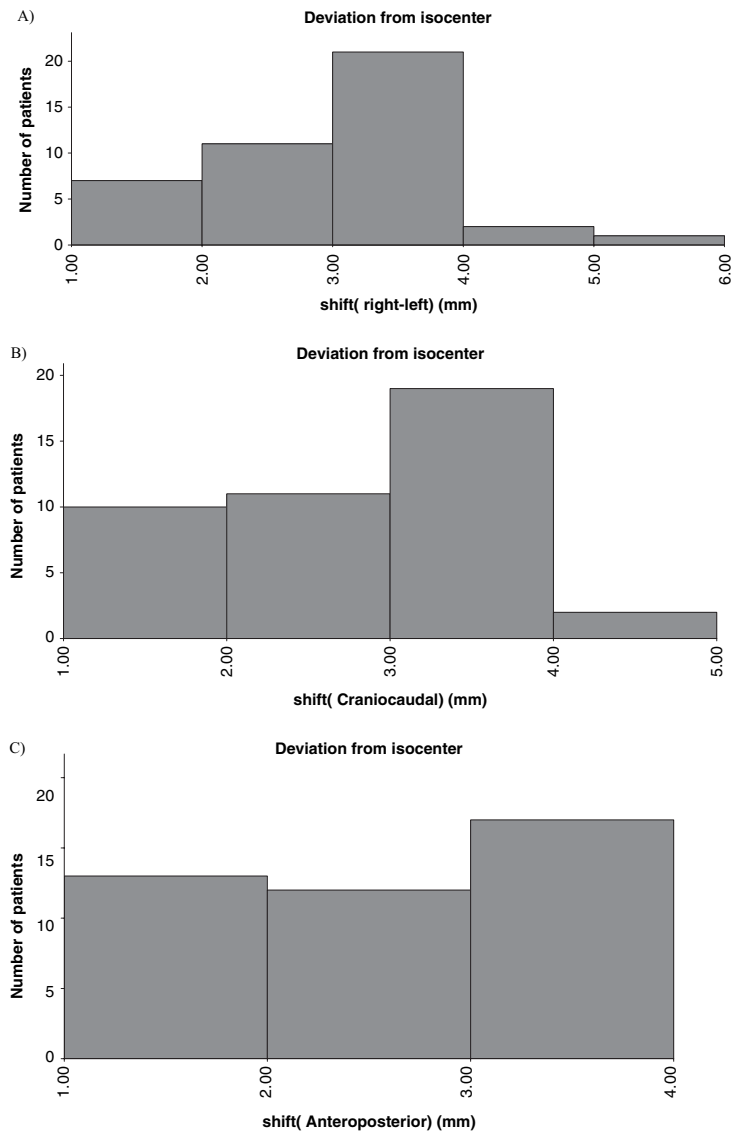 A)
Deviation from isocenter
Number of patients
20
15
10
5
0
1.00
2.00
3.00
4.00
5.00
6.00
shift( right-left) (mm)
B)
Deviation from isocenter
Number of patients
20
15
10
5
0
1.00
2.00
3.00
4.00
5.00
shift( Craniocaudal) (mm)
C)
Deviation from isocenter
Number of patients
20
15
10
5
0
1.00
2.00
3.00
4.00
shift( Anteroposterior) (mm)